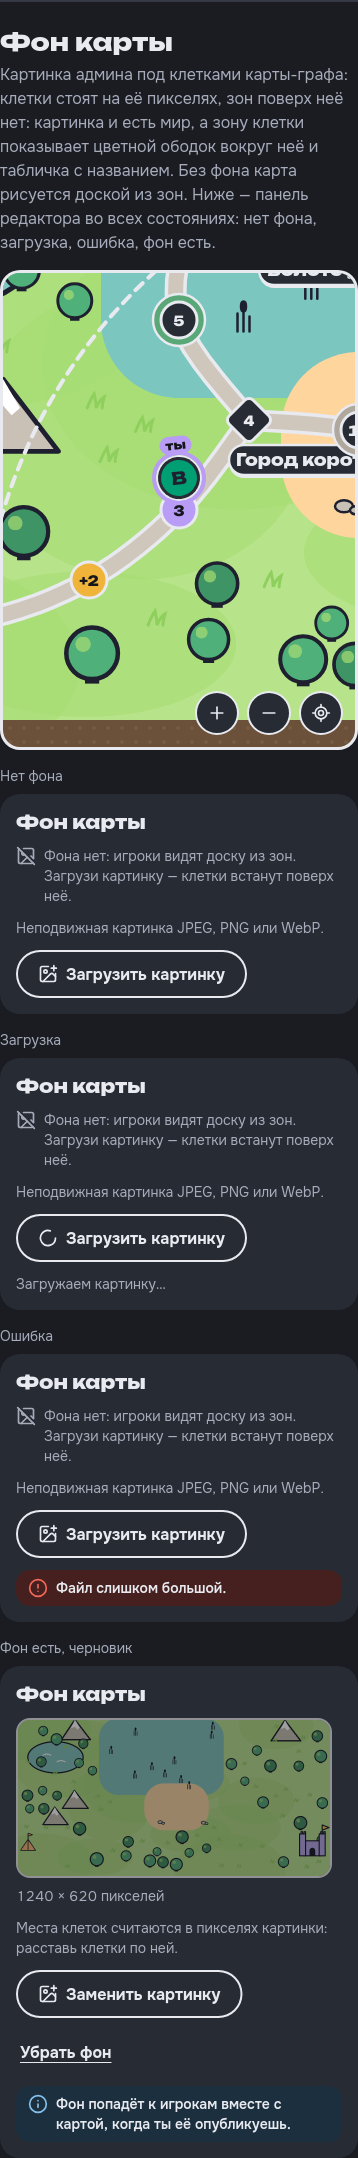 Фон карты
Картинка админа под клетками карты-графа:
клетки стоят на её пикселях, зон поверх неё
нет: картинка и есть мир, а зону клетки
показывает цветной ободок вокруг неё и
табличка с названием. Без фона карта
рисуется доской из зон. Ниже — панель
редактора во всех состояниях: нет фона,
загрузка, ошибка, фон есть.
5
4
1
Город корот
ты
В
3
+2
Нет фона
Фон карты
Фона нет: игроки видят доску из зон.
Загрузи картинку — клетки встанут поверх
неё.
Неподвижная картинка JPEG, PNG или WebP.
Загрузить картинку
Загрузка
Фон карты
Фона нет: игроки видят доску из зон.
Загрузи картинку — клетки встанут поверх
неё.
Неподвижная картинка JPEG, PNG или WebP.
Загрузить картинку
Загружаем картинку…
Ошибка
Фон карты
Фона нет: игроки видят доску из зон.
Загрузи картинку — клетки встанут поверх
неё.
Неподвижная картинка JPEG, PNG или WebP.
Загрузить картинку
Файл слишком большой.
Фон есть, черновик
Фон карты
1240 × 620 пикселей
Места клеток считаются в пикселях картинки:
расставь клетки по ней.
Заменить картинку
Убрать фон
Фон попадёт к игрокам вместе с
картой, когда ты её опубликуешь.